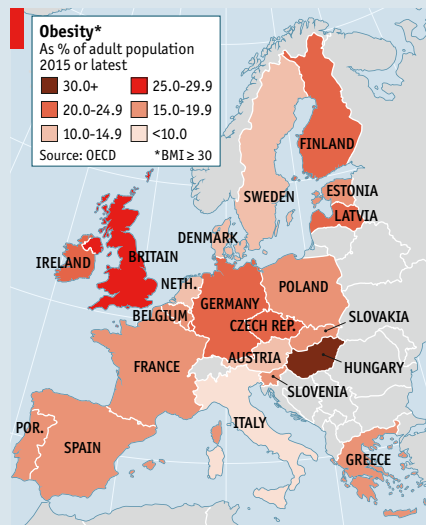 Obesity*
As % of adult population
2015 or latest
30.0+ 25.0-29.9
20.0-24.9 15.0-19.9
10.0-14.9 <10.0
Source: OECD *BMI ≥ 30
FINLAND
SWEDEN
ESTONIA
LATVIA
DENMARK
IRELAND
BRITAIN
NETH.
POLAND
GERMANY
BELGIUM
CZECH REP.
SLOVAKIA
AUSTRIA
FRANCE
HUNGARY
SLOVENIA
ITALY
POR.
SPAIN
GREECE